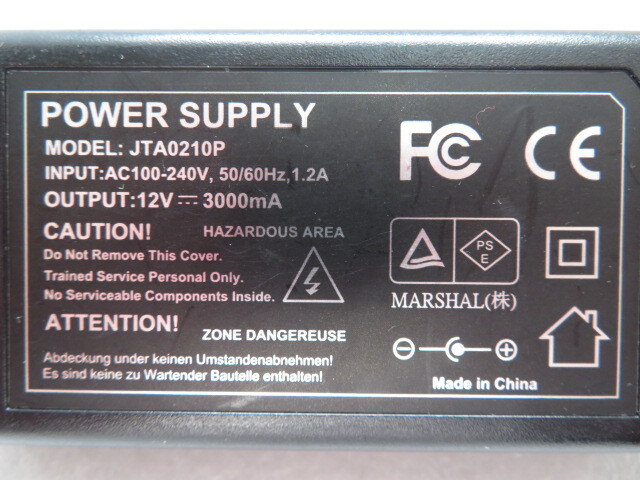 POWER SUPPLY
MODEL: JTA0210P
INPUT:AC100-240V, 50/60Hz,1.2A
OUTPUT:12V ⎓ 3000mA
CAUTION! HAZARDOUS AREA
Do Not Remove This Cover.
Trained Service Personal Only.
No Serviceable Components Inside.
ATTENTION! ZONE DANGEREUSE
Abdeckung under keinen Umstandenabnehmen!
Es sind keine zu Wartender Bauteile enthalten!
FC CE
PS
E
MARSHAL(株)
Made in China